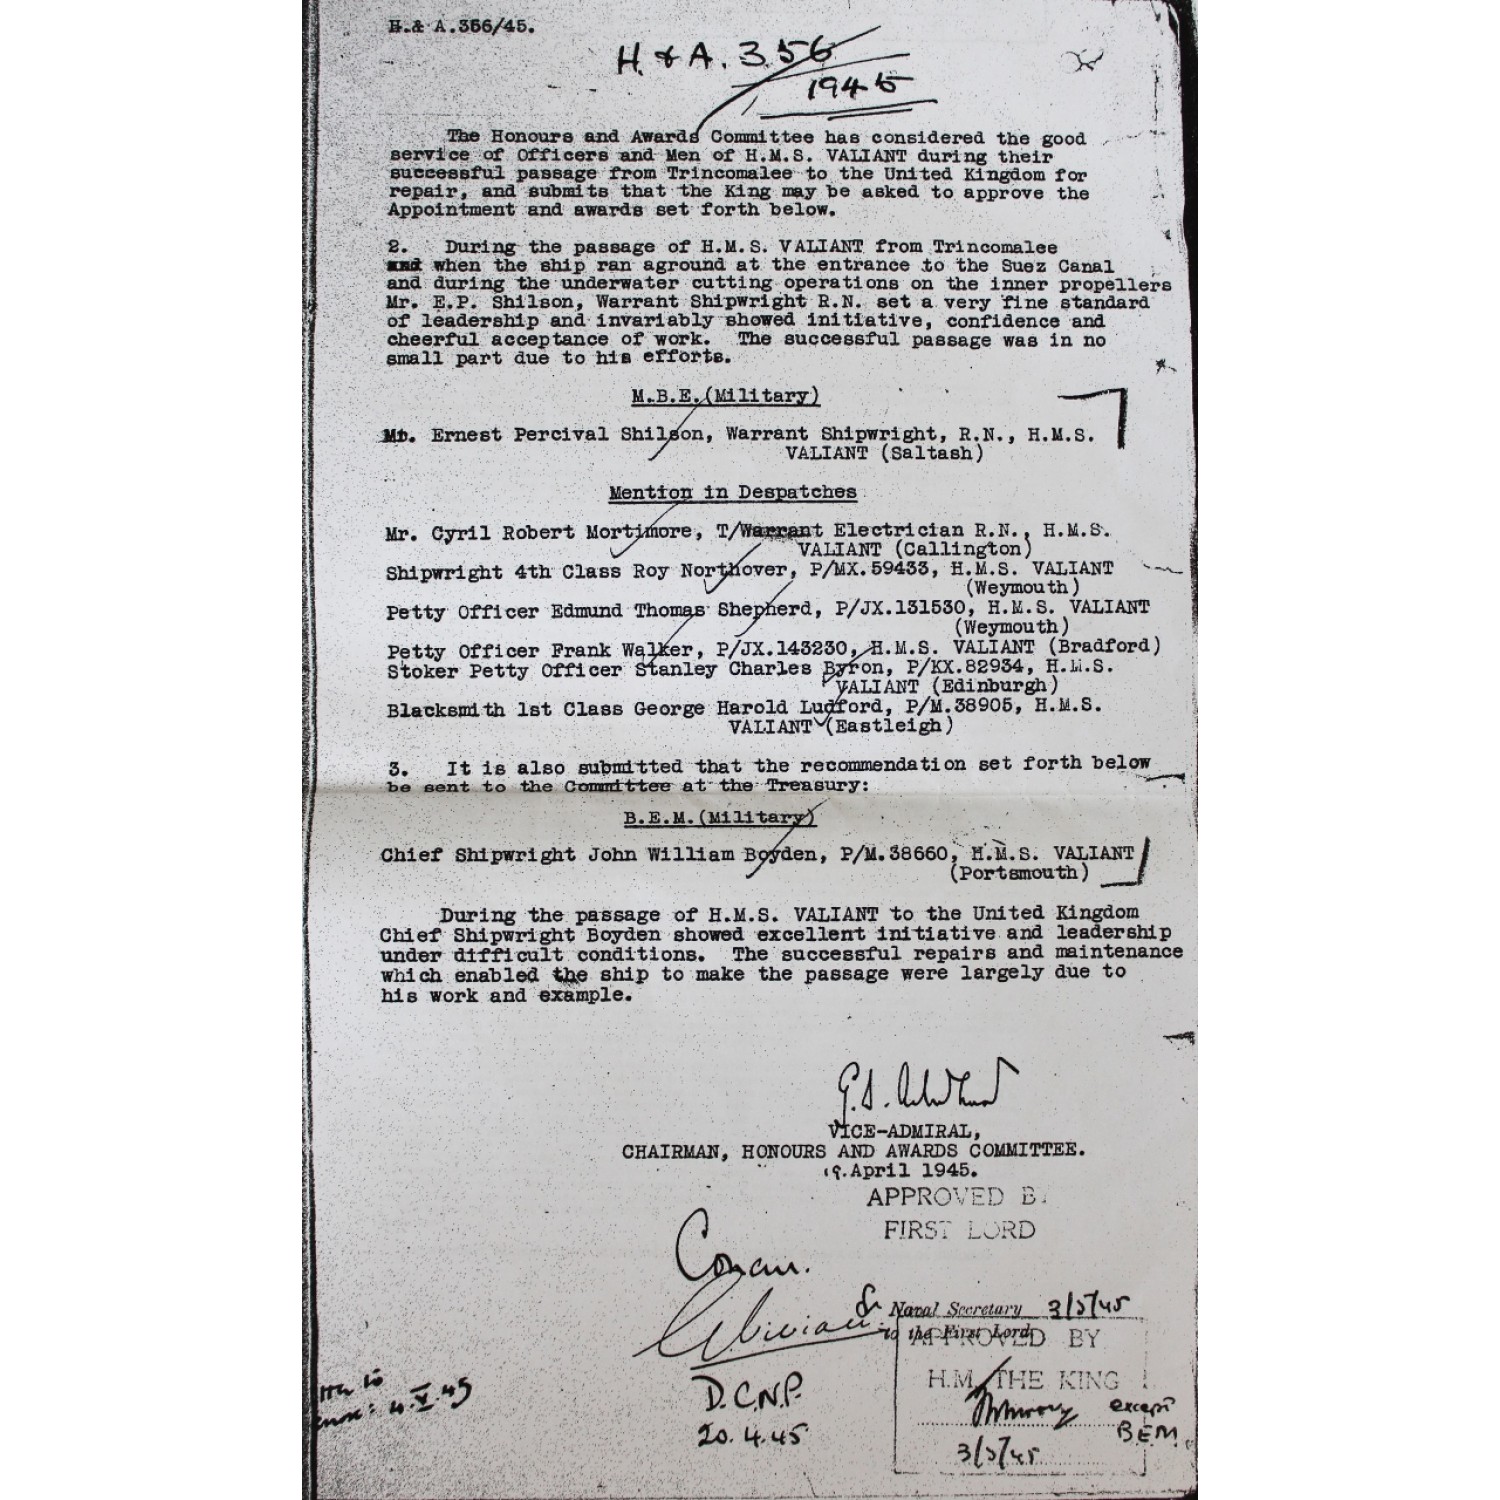 H.& A.356/45.
H. & A. 356
1945
The Honours and Awards Committee has considered the good
service of Officers and Men of H.M.S. VALIANT during their
successful passage from Trincomalee to the United Kingdom for
repair, and submits that the King may be asked to approve the
Appointment and awards set forth below.
2. During the passage of H.M.S. VALIANT from Trincomalee
and when the ship ran aground at the entrance to the Suez Canal
and during the underwater cutting operations on the inner propellers
Mr. E.P. Shilson, Warrant Shipwright R.N. set a very fine standard
of leadership and invariably showed initiative, confidence and
cheerful acceptance of work. The successful passage was in no
small part due to his efforts.
M.B.E.(Military)
Mr. Ernest Percival Shilson, Warrant Shipwright, R.N., H.M.S.
VALIANT (Saltash)
Mention in Despatches
Mr. Cyril Robert Mortimore, T/Warrant Electrician R.N., H.M.S.
VALIANT (Callington)
Shipwright 4th Class Roy Northover, P/MX.59433, H.M.S. VALIANT
(Weymouth)
Petty Officer Edmund Thomas Shepherd, P/JX.131530, H.M.S. VALIANT
(Weymouth)
Petty Officer Frank Walker, P/JX.143230, H.M.S. VALIANT (Bradford)
Stoker Petty Officer Stanley Charles Byron, P/KX.82934, H.M.S.
VALIANT (Edinburgh)
Blacksmith 1st Class George Harold Ludford, P/M.38905, H.M.S.
VALIANT (Eastleigh)
3. It is also submitted that the recommendation set forth below
be sent to the Committee at the Treasury:
B.E.M.(Military)
Chief Shipwright John William Boyden, P/M.38660, H.M.S. VALIANT
(Portsmouth)
During the passage of H.M.S. VALIANT to the United Kingdom
Chief Shipwright Boyden showed excellent initiative and leadership
under difficult conditions. The successful repairs and maintenance
which enabled the ship to make the passage were largely due to
his work and example.
G.S.
VICE-ADMIRAL,
CHAIRMAN, HONOURS AND AWARDS COMMITTEE.
19.April 1945.
APPROVED B
FIRST LORD
Concur.
Naval Secretary 3/5/45
to the First Lord
APPROVED BY
H.M. THE KING
except
B.E.M.
3/5/45
D.C.N.P.
20.4.45
4.V.45